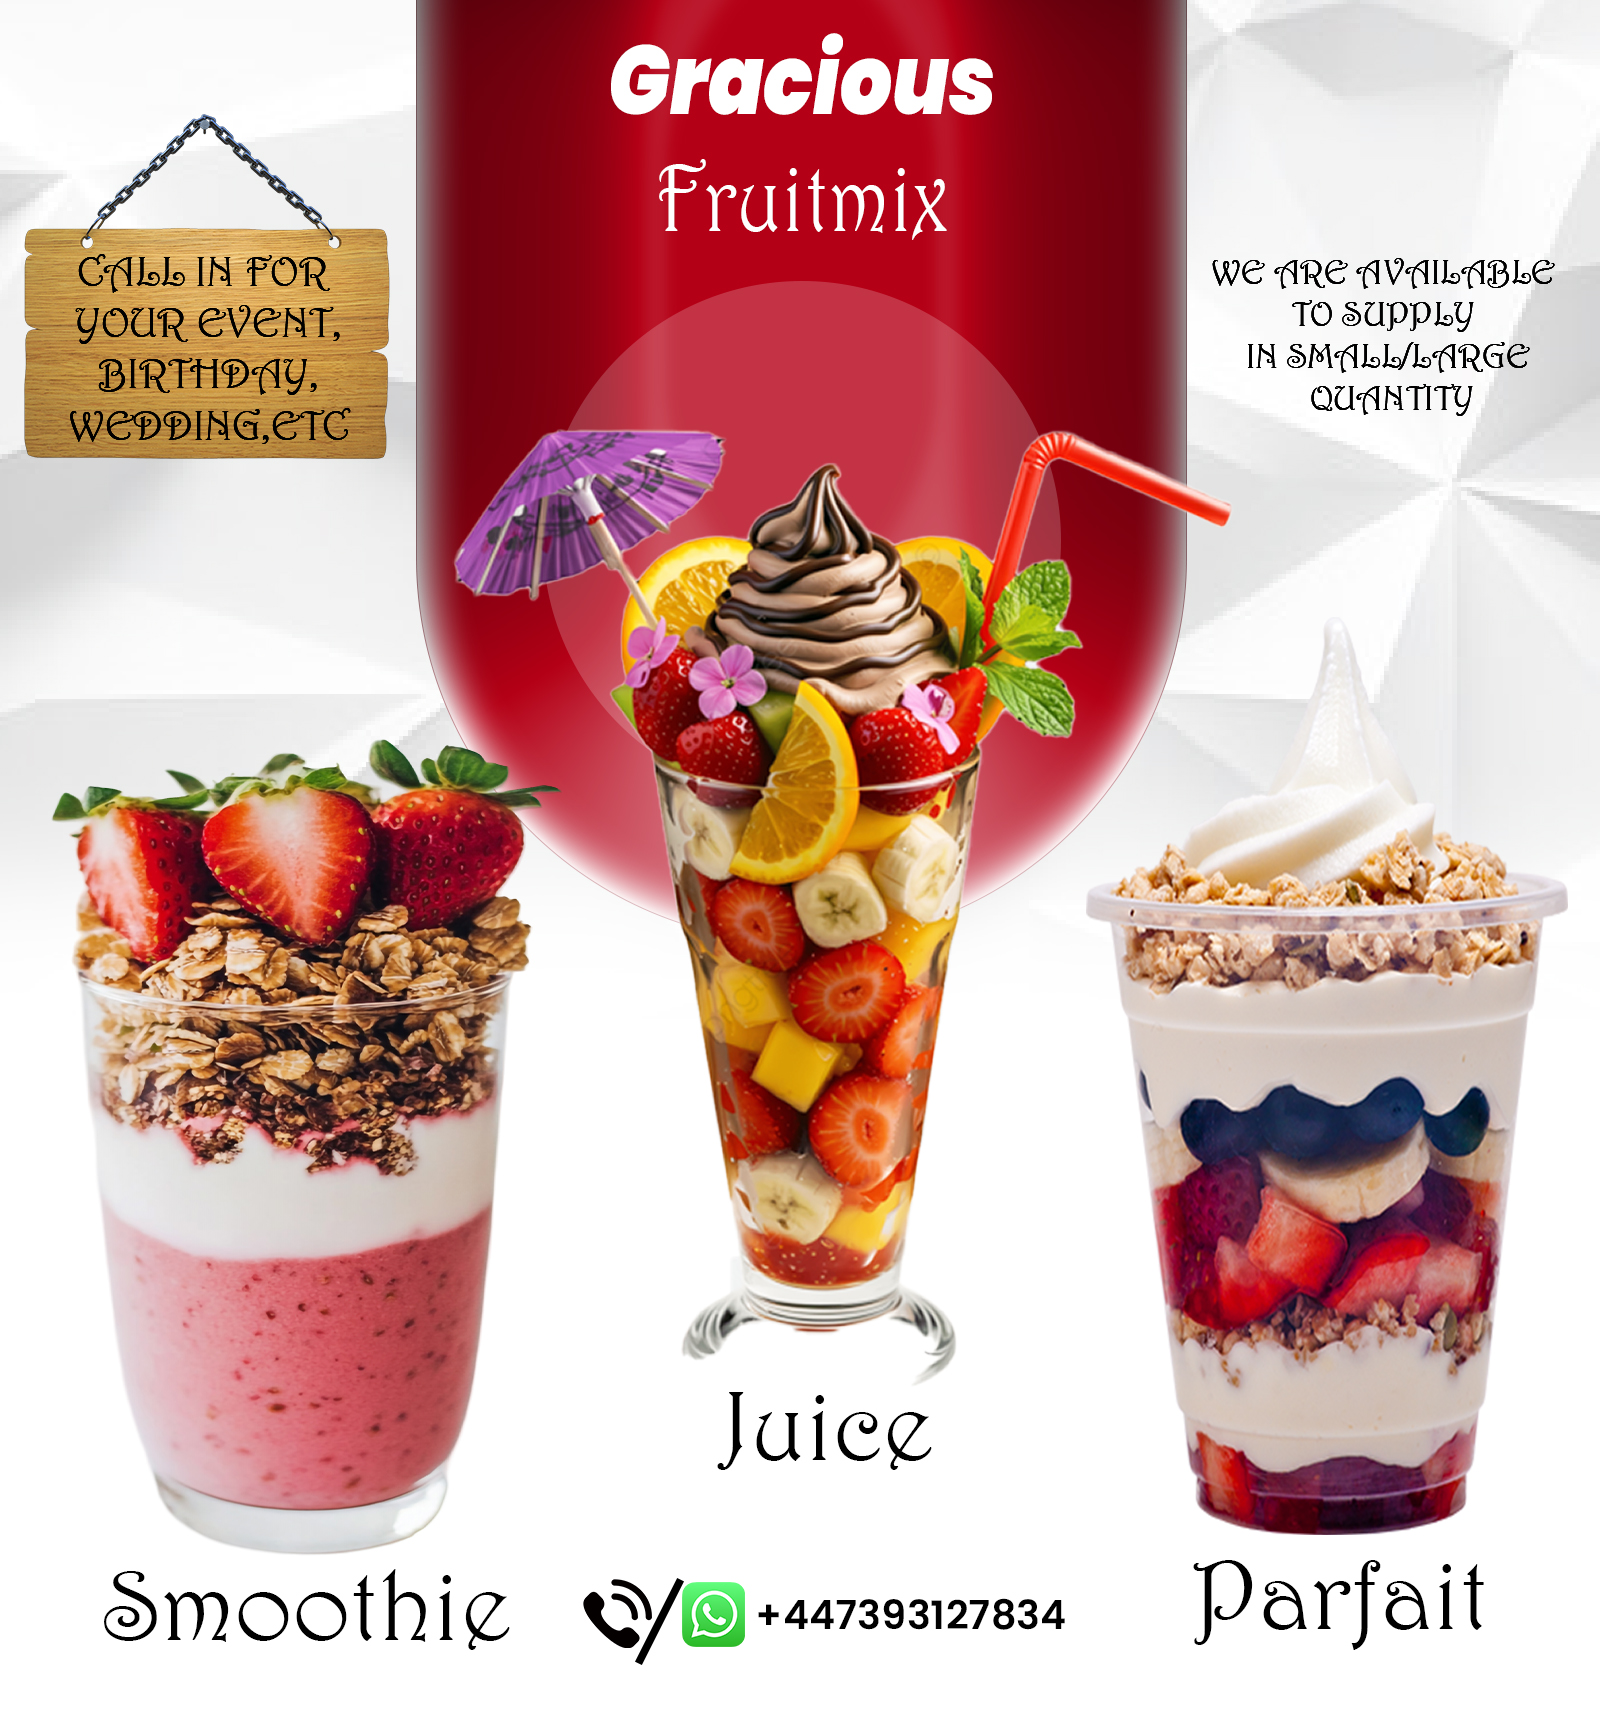 Gracious
Fruitmix
CALL IN FOR
YOUR EVENT,
BIRTHDAY,
WEDDING,ETC
WE ARE AVAILABLE
TO SUPPLY
IN SMALL/LARGE
QUANTITY
Juice
Smoothie
+447393127834
Parfait